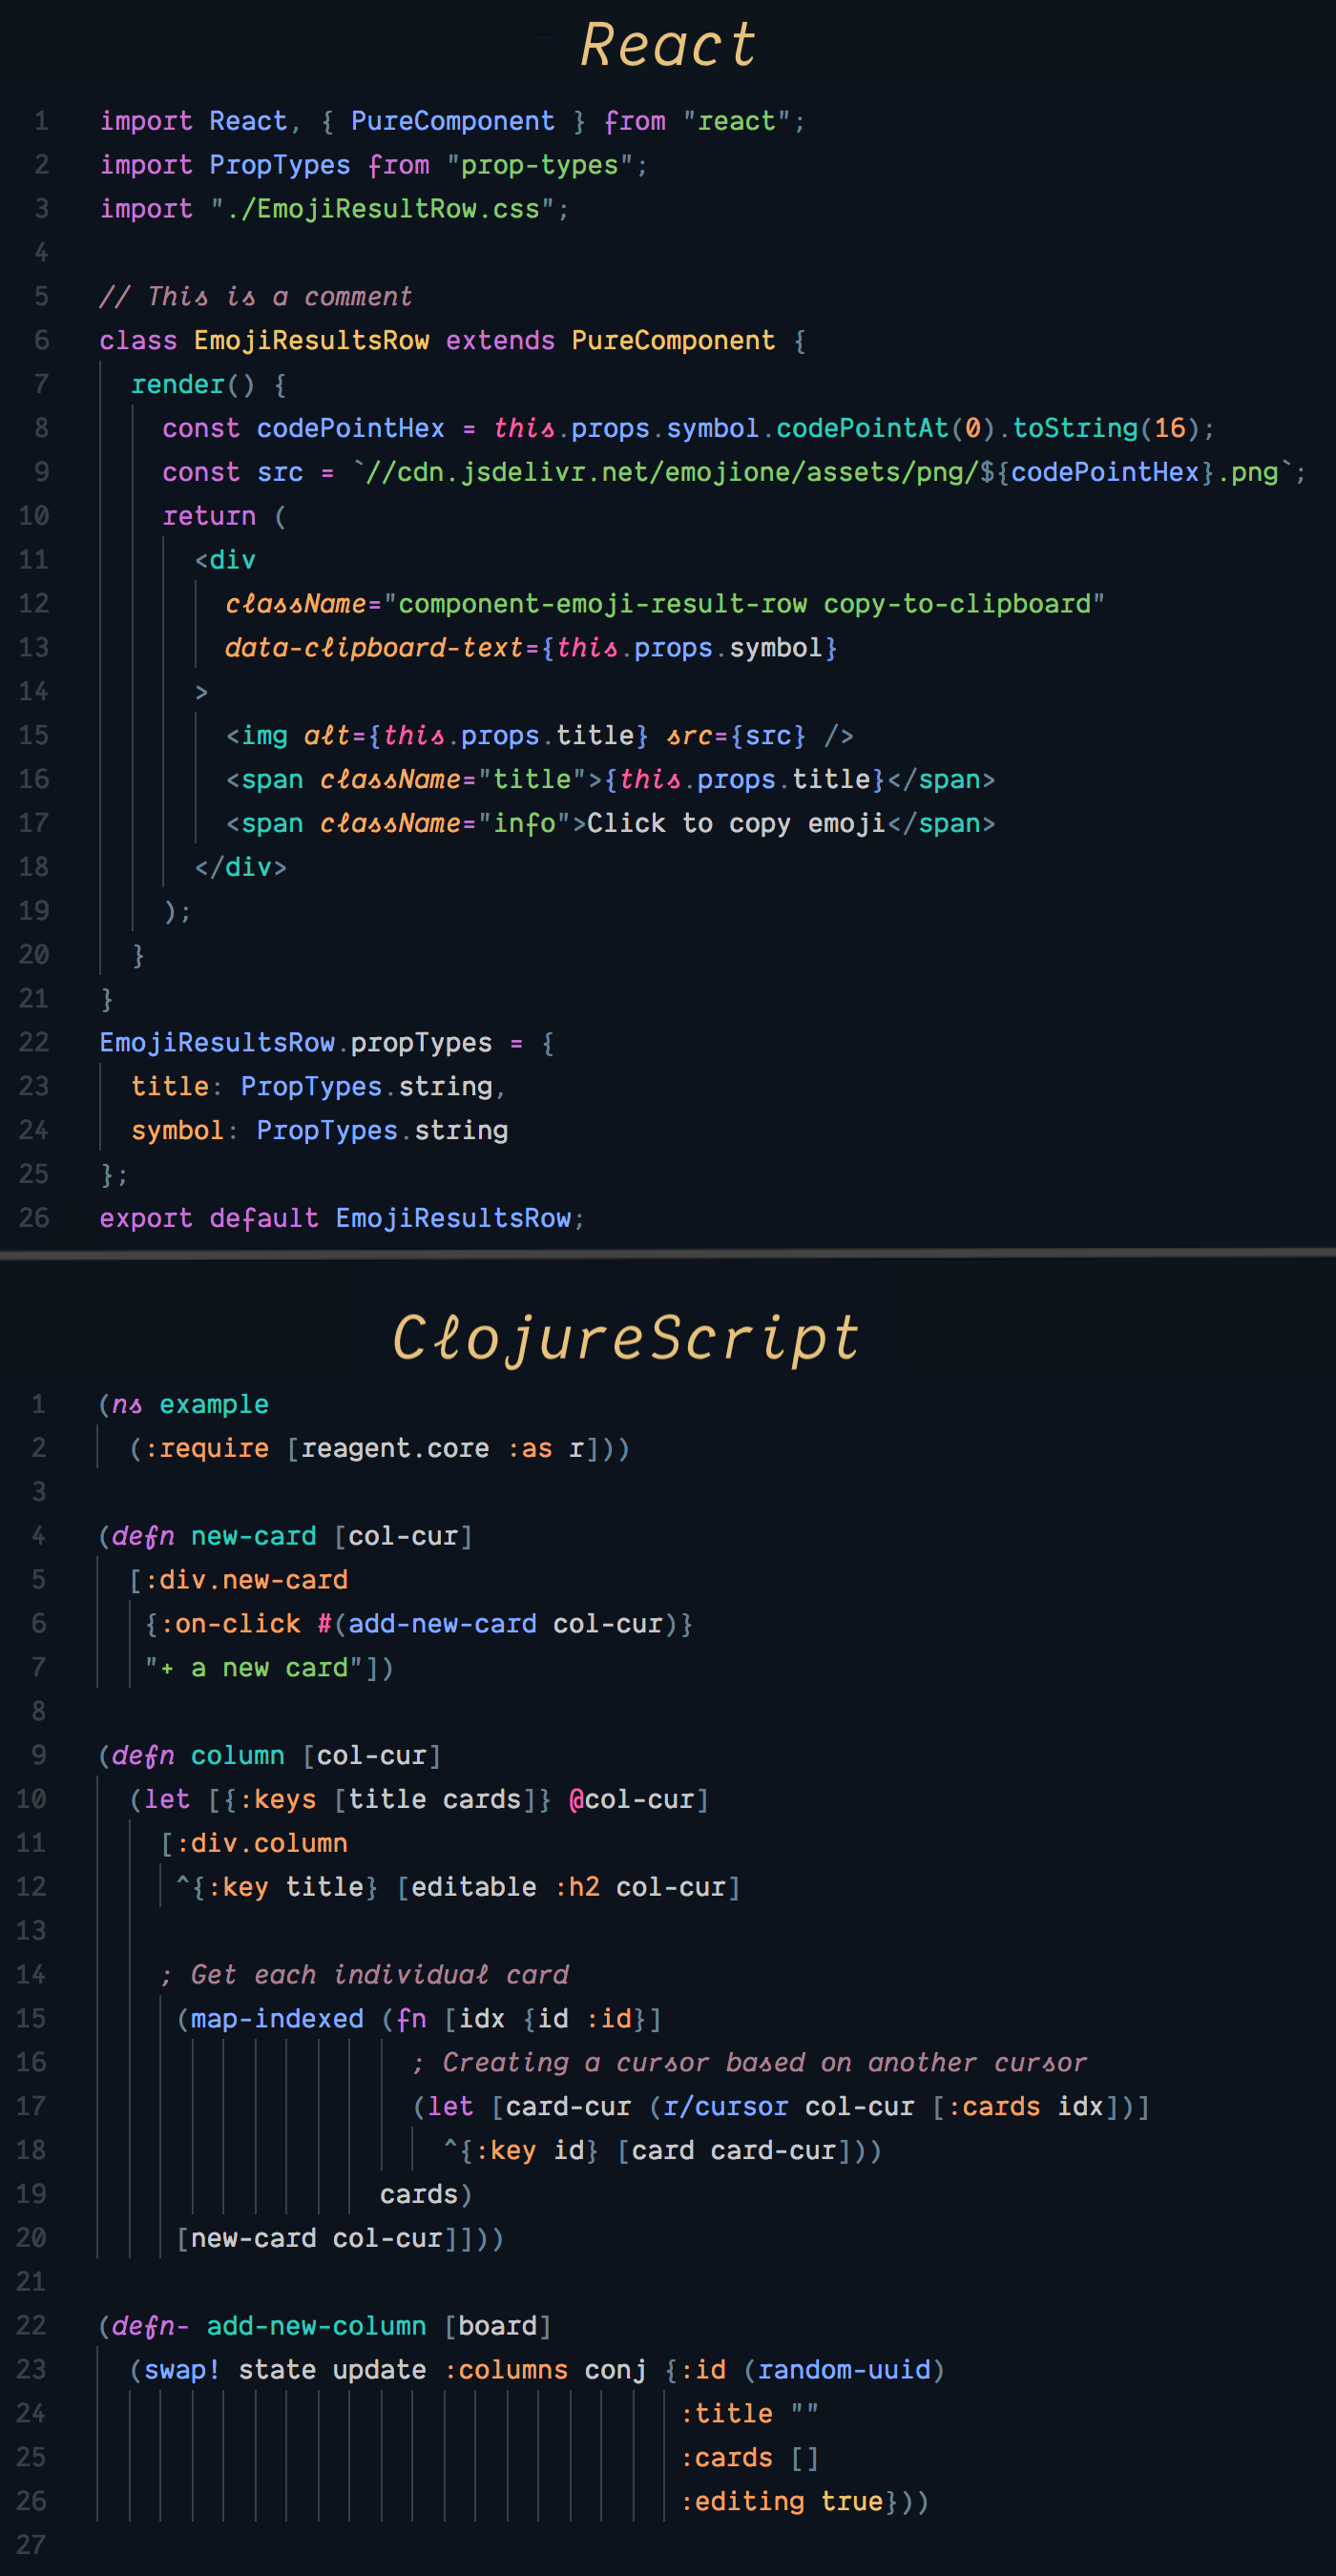 React
1 import React, { PureComponent } from "react";
2 import PropTypes from "prop-types";
3 import "./EmojiResultRow.css";
4
5 // This is a comment
6 class EmojiResultsRow extends PureComponent {
7   render() {
8     const codePointHex = this.props.symbol.codePointAt(0).toString(16);
9     const src = `//cdn.jsdelivr.net/emojione/assets/png/${codePointHex}.png`;
10     return (
11       <div
12         className="component-emoji-result-row copy-to-clipboard"
13         data-clipboard-text={this.props.symbol}
14       >
15         <img alt={this.props.title} src={src} />
16         <span className="title">{this.props.title}</span>
17         <span className="info">Click to copy emoji</span>
18       </div>
19     );
20   }
21 }
22 EmojiResultsRow.propTypes = {
23   title: PropTypes.string,
24   symbol: PropTypes.string
25 };
26 export default EmojiResultsRow;
ClojureScript
1 (ns example
2   (:require [reagent.core :as r]))
3
4 (defn new-card [col-cur]
5   [:div.new-card
6    {:on-click #(add-new-card col-cur)}
7    "+ a new card"])
8
9 (defn column [col-cur]
10   (let [{:keys [title cards]} @col-cur]
11     [:div.column
12      ^{:key title} [editable :h2 col-cur]
13
14     ; Get each individual card
15      (map-indexed (fn [idx {id :id}]
16                     ; Creating a cursor based on another cursor
17                     (let [card-cur (r/cursor col-cur [:cards idx])]
18                       ^{:key id} [card card-cur]))
19                   cards)
20      [new-card col-cur]]))
21
22 (defn- add-new-column [board]
23   (swap! state update :columns conj {:id (random-uuid)
24                                      :title ""
25                                      :cards []
26                                      :editing true}))
27